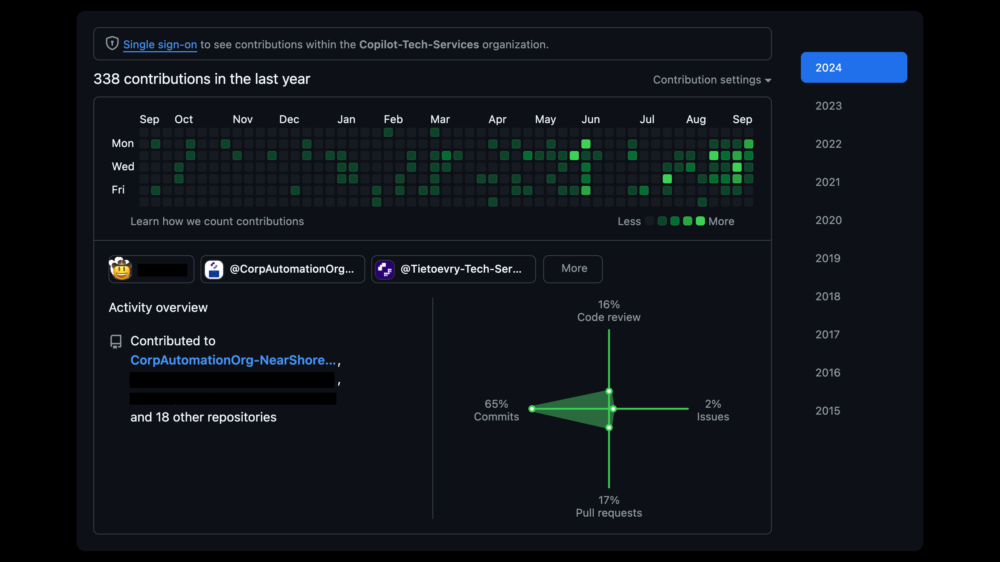 Single sign-on to see contributions within the Copilot-Tech-Services organization.
338 contributions in the last year
Contribution settings
Sep Oct Nov Dec Jan Feb Mar Apr May Jun Jul Aug Sep
Mon
Wed
Fri
Learn how we count contributions
Less More
@CorpAutomationOrg...
@Tietoevry-Tech-Ser...
More
Activity overview
Contributed to
CorpAutomationOrg-NearShore...,
,
and 18 other repositories
16%
Code review
65%
Commits
2%
Issues
17%
Pull requests
2024
2023
2022
2021
2020
2019
2018
2017
2016
2015